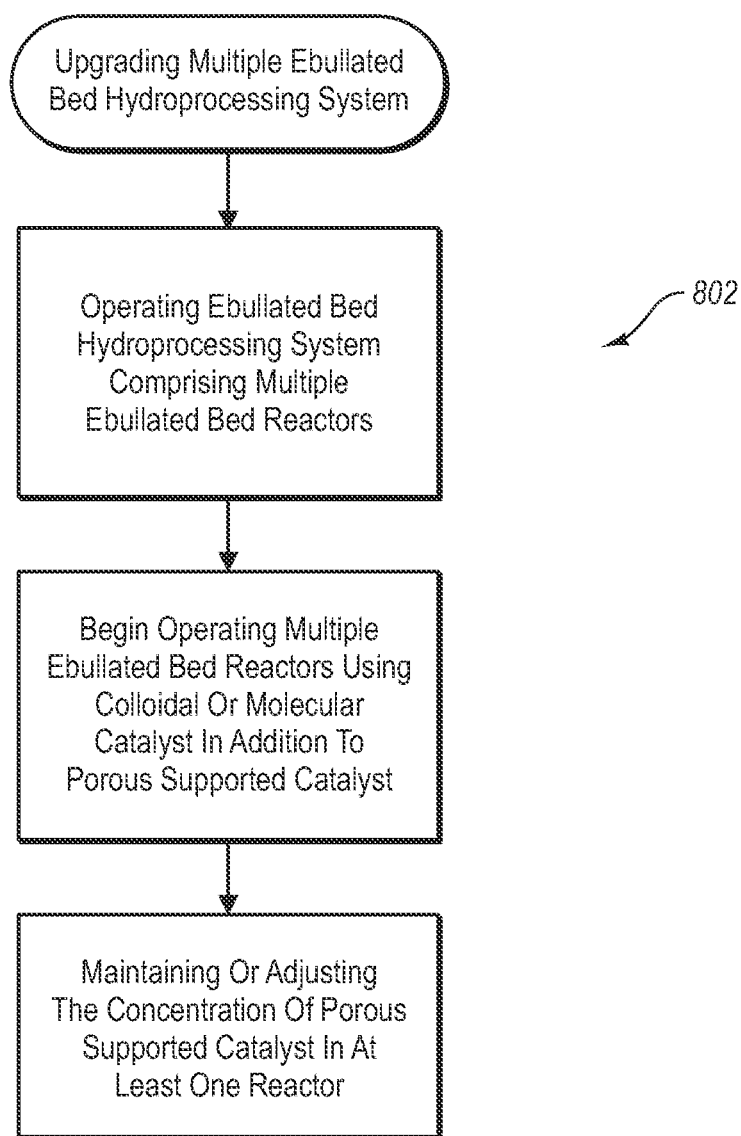 Upgrading Multiple Ebullated
Bed Hydroprocessing System
Operating Ebullated Bed
Hydroprocessing System
Comprising Multiple
Ebullated Bed Reactors
802
Begin Operating Multiple
Ebullated Bed Reactors Using
Colloidal Or Molecular
Catalyst In Addition To
Porous Supported Catalyst
Maintaining Or Adjusting
The Concentration Of Porous
Supported Catalyst In At
Least One Reactor